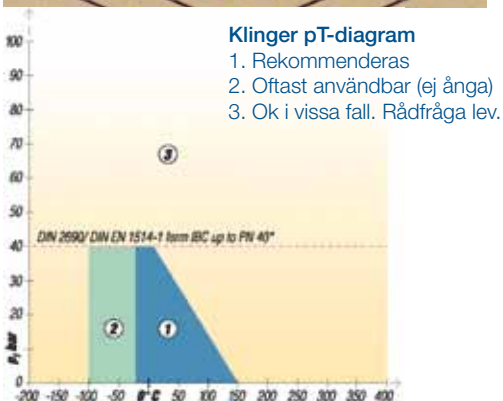 Klinger pT-diagram
1. Rekommenderas
2. Oftast användbar (ej ånga)
3. Ok i vissa fall. Rådfråga lev.
100
90
80
70
60
50
40
30
20
0
p, bar
DIN 2690/ DIN EN 1514-1 form IBC up to PN 40"
3
2
1
-200 -150 -100 -50 0° C 50 100 150 200 250 300 350 400